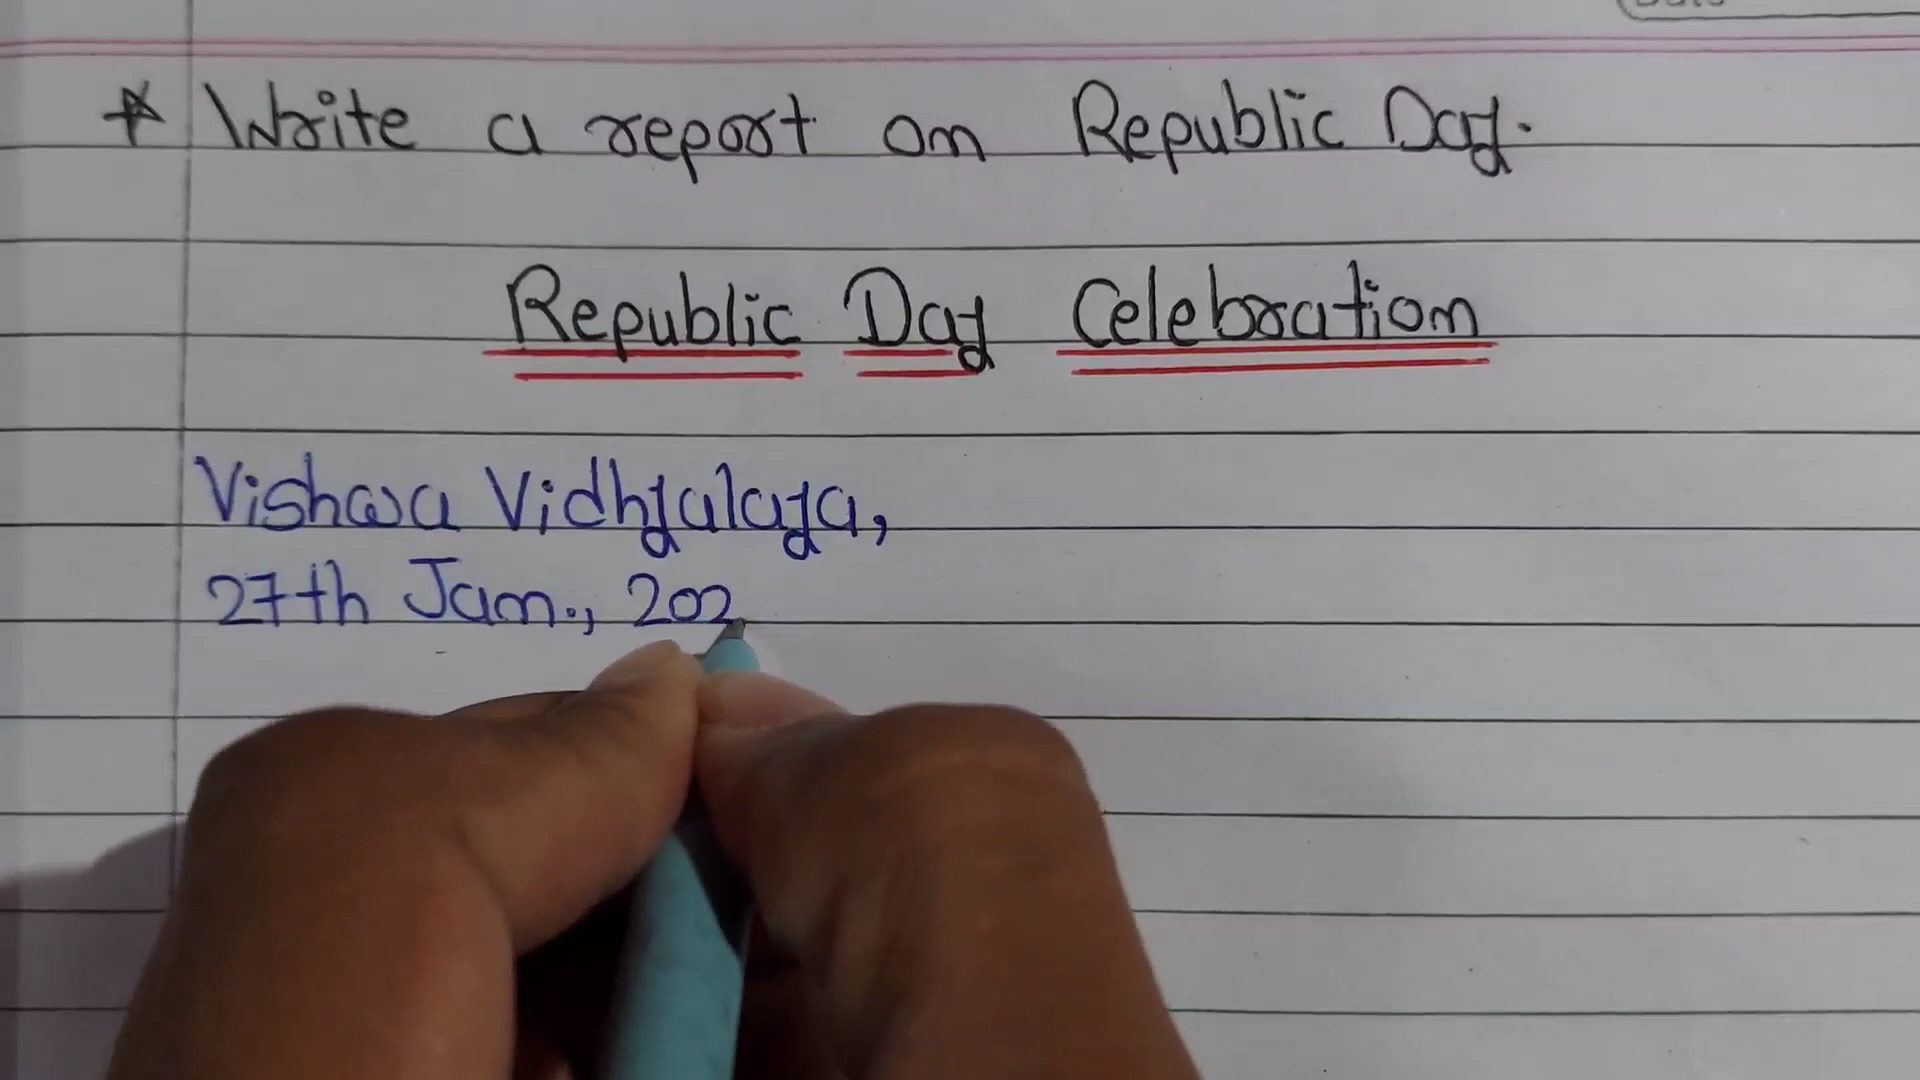 * Write a report on Republic Day.
Republic Day Celebration
Vishwa Vidhyalaya,
27th Jan., 202